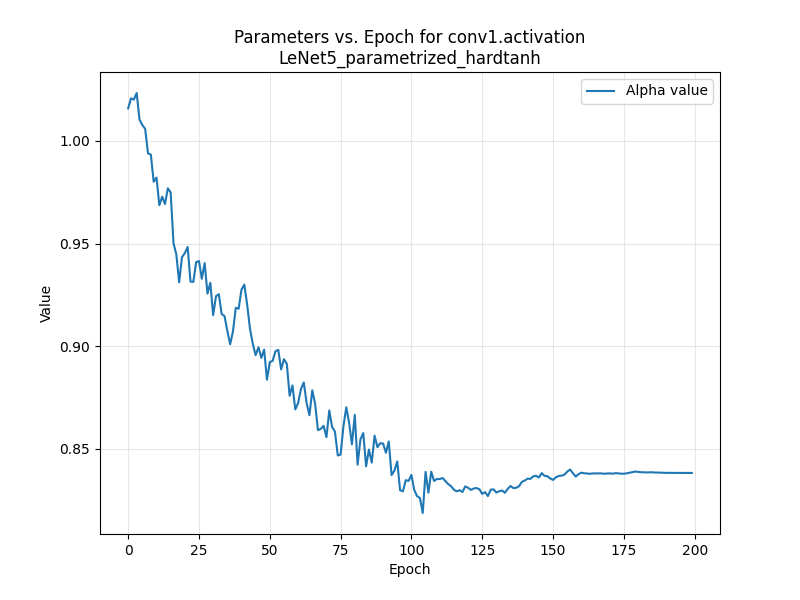 Parameters vs. Epoch for conv1.activation
LeNet5_parametrized_hardtanh
Alpha value
1.00
0.95
0.90
0.85
Value
0 25 50 75 100 125 150 175 200
Epoch